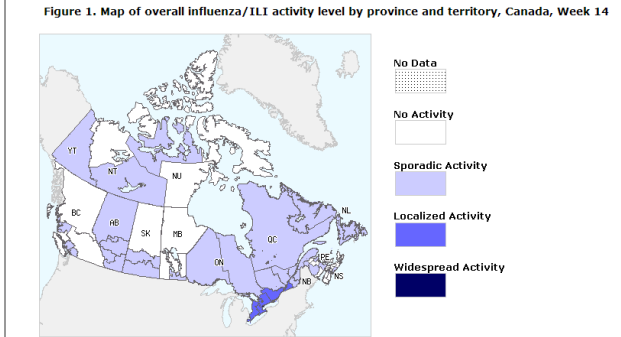 Figure 1. Map of overall influenza/ILI activity level by province and territory, Canada, Week 14
No Data
No Activity
Sporadic Activity
Localized Activity
Widespread Activity
YT
NT
NU
BC
AB
SK
MB
ON
QC
NL
PE
NB
NS